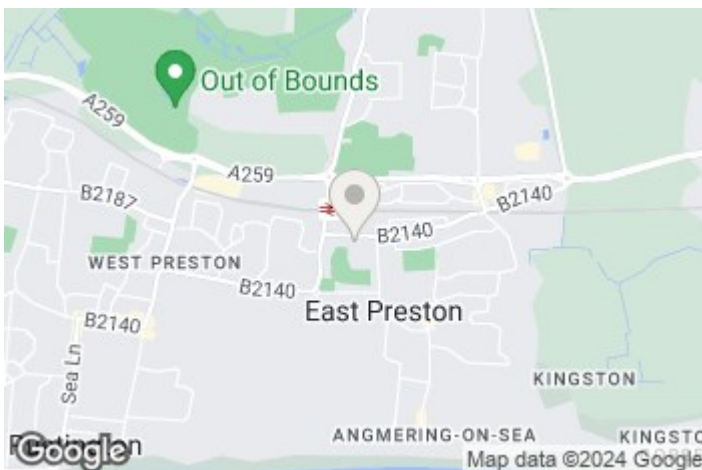 Out of Bounds
A259
A259
B2187
B2140
B2140
WEST PRESTON
B2140
East Preston
B2140
Sea Ln
KINGSTON
ANGMERING-ON-SEA
KINGSTO
Google
Map data ©2024 Google